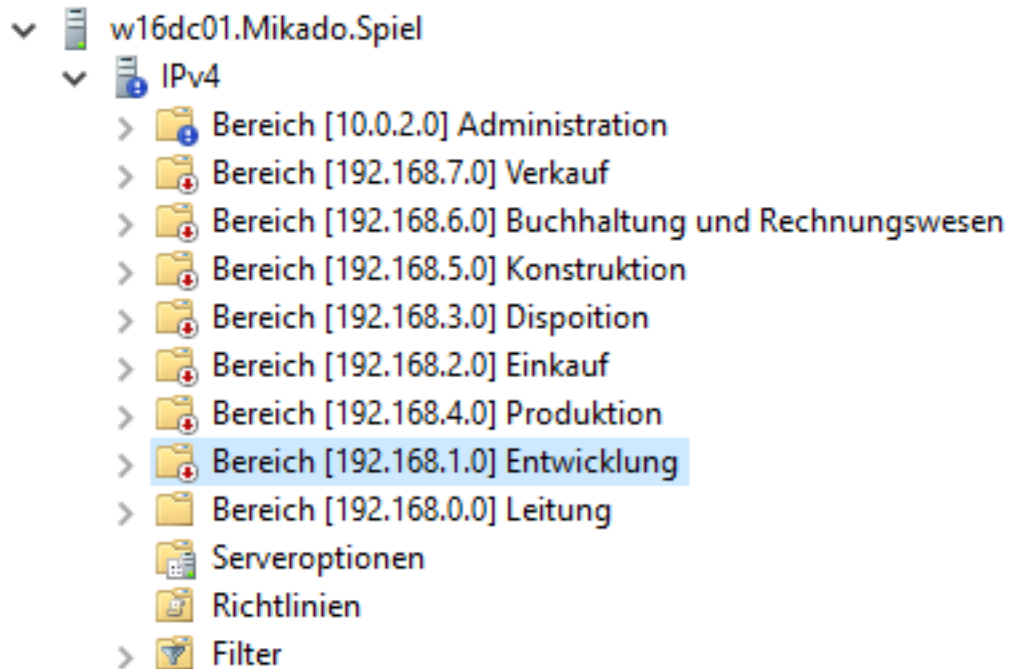 w16dc01.Mikado.Spiel
IPv4
Bereich [10.0.2.0] Administration
Bereich [192.168.7.0] Verkauf
Bereich [192.168.6.0] Buchhaltung und Rechnungswesen
Bereich [192.168.5.0] Konstruktion
Bereich [192.168.3.0] Dispoition
Bereich [192.168.2.0] Einkauf
Bereich [192.168.4.0] Produktion
Bereich [192.168.1.0] Entwicklung
Bereich [192.168.0.0] Leitung
Serveroptionen
Richtlinien
Filter